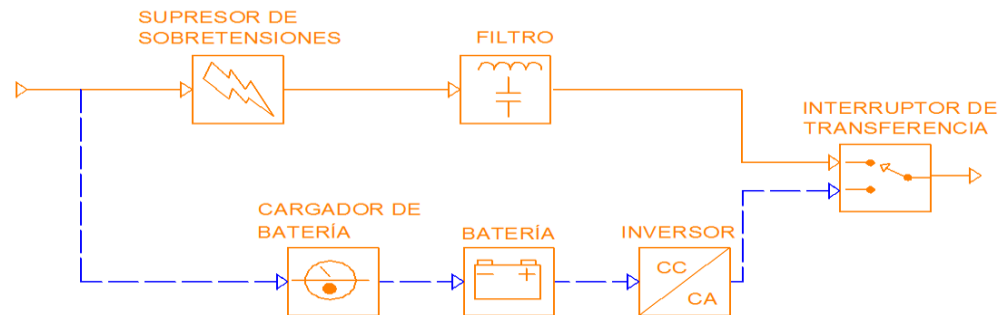 SUPRESOR DE
SOBRETENSIONES
FILTRO
INTERRUPTOR DE
TRANSFERENCIA
CARGADOR DE
BATERÍA
BATERÍA
INVERSOR
CC
CA